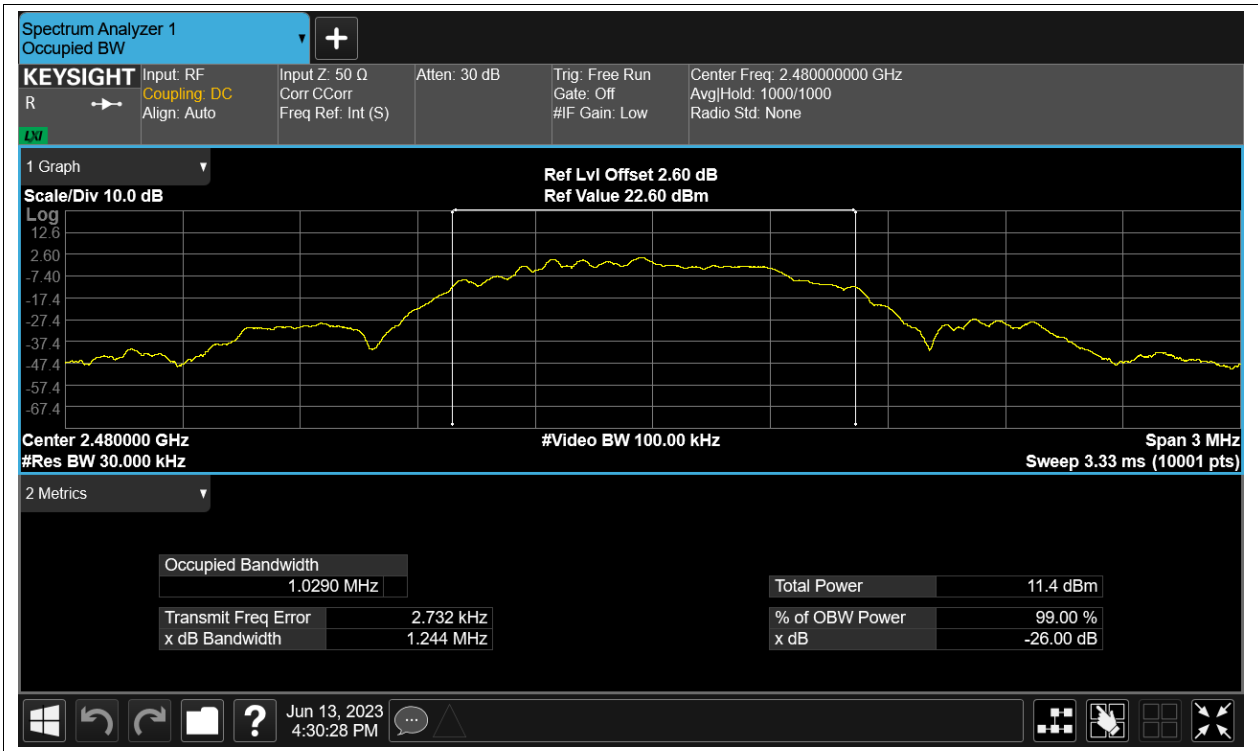 Spectrum Analyzer 1
Occupied BW
KEYSIGHT
R
LXI
Input: RF
Coupling: DC
Align: Auto
Input Z: 50 Ω
Corr CCorr
Freq Ref: Int (S)
Atten: 30 dB
Trig: Free Run
Gate: Off
#IF Gain: Low
Center Freq: 2.480000000 GHz
Avg|Hold: 1000/1000
Radio Std: None
1 Graph
Scale/Div 10.0 dB
Ref Lvl Offset 2.60 dB
Ref Value 22.60 dBm
Log
12.6
2.60
-7.40
-17.4
-27.4
-37.4
-47.4
-57.4
-67.4
Center 2.480000 GHz
#Video BW 100.00 kHz
Span 3 MHz
#Res BW 30.000 kHz
Sweep 3.33 ms (10001 pts)
2 Metrics
Occupied Bandwidth
1.0290 MHz
Total Power 11.4 dBm
Transmit Freq Error 2.732 kHz
% of OBW Power 99.00 %
x dB Bandwidth 1.244 MHz
x dB -26.00 dB
?
Jun 13, 2023
4:30:28 PM